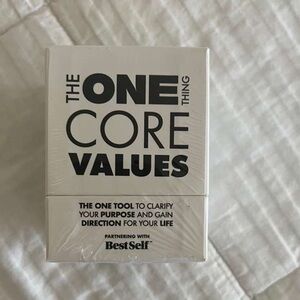 THE ONE THING
CORE
VALUES
THE ONE TOOL TO CLARIFY
YOUR PURPOSE AND GAIN
DIRECTION FOR YOUR LIFE
PARTNERING WITH
BestSelf